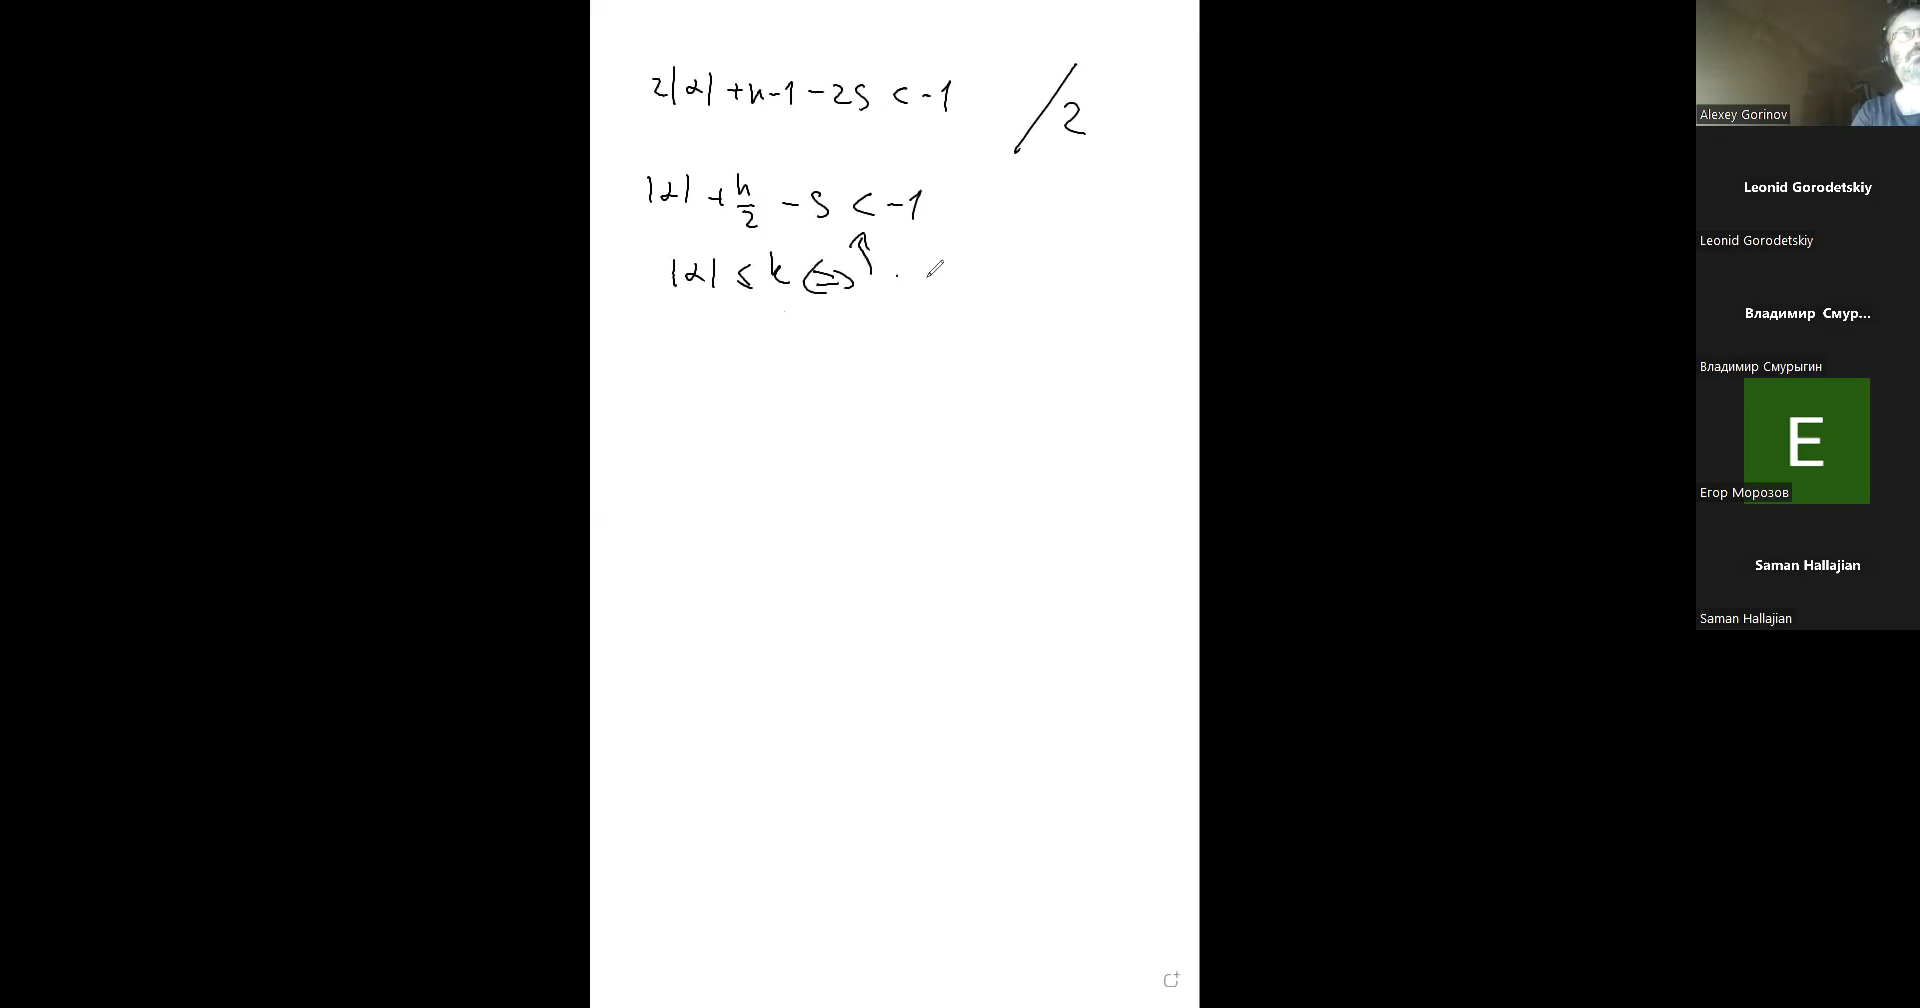 2|α| + n - 1 - 2s < -1 / 2
|α| + n/2 - s < -1
|α| ≤ k ⇔ ↑ .
Alexey Gorinov
Leonid Gorodetskiy
Leonid Gorodetskiy
Владимир Смур...
Владимир Смурыгин
E
Егор Морозов
Saman Hallajian
Saman Hallajian